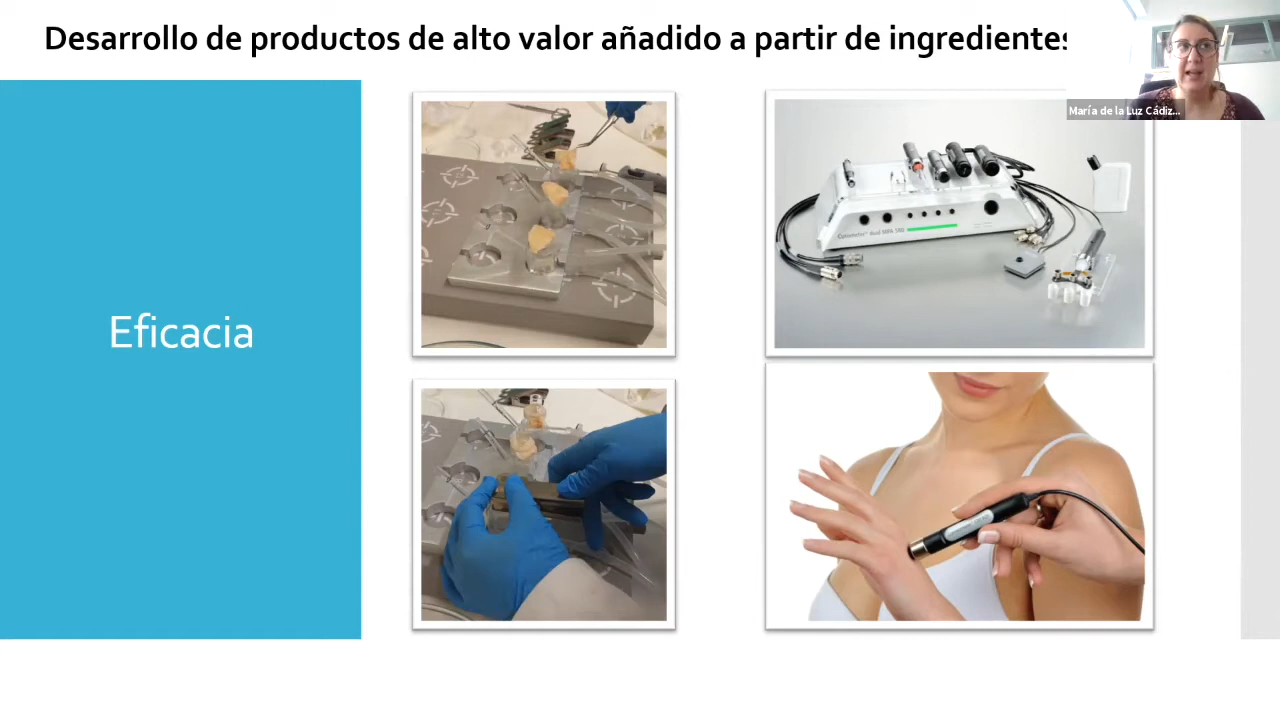 Desarrollo de productos de alto valor añadido a partir de ingredientes
María de la Luz Cádiz...
Eficacia